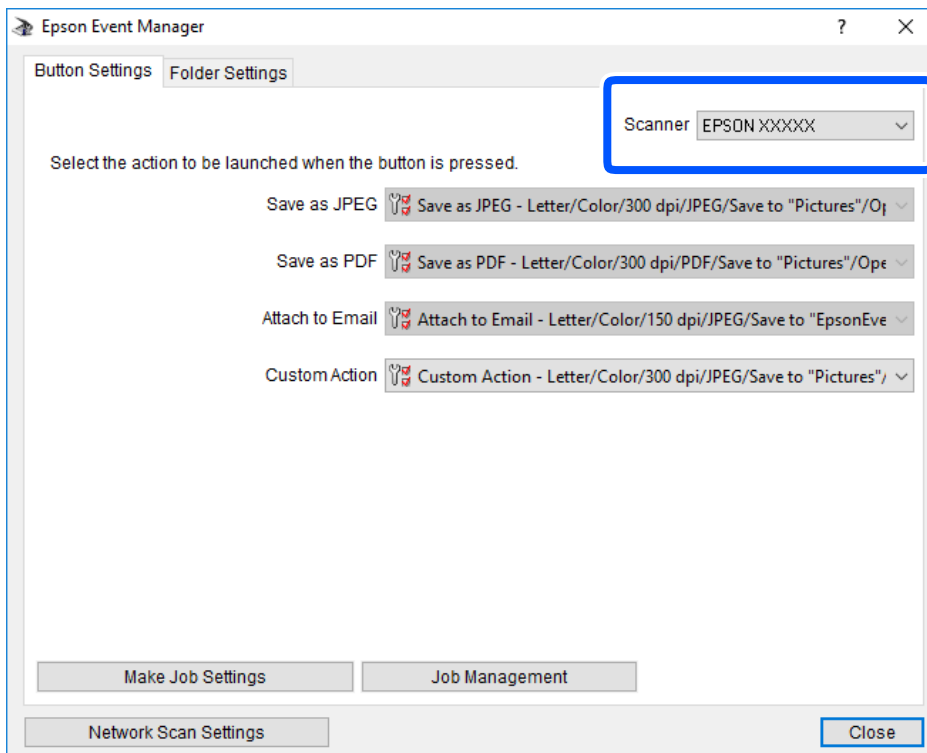 Epson Event Manager
Button Settings Folder Settings
Scanner EPSON XXXXX
Select the action to be launched when the button is pressed.
Save as JPEG Save as JPEG - Letter/Color/300 dpi/JPEG/Save to "Pictures"/Op
Save as PDF Save as PDF - Letter/Color/300 dpi/PDF/Save to "Pictures"/Ope
Attach to Email Attach to Email - Letter/Color/150 dpi/JPEG/Save to "EpsonEve
Custom Action Custom Action - Letter/Color/300 dpi/JPEG/Save to "Pictures"/
Make Job Settings Job Management
Network Scan Settings Close